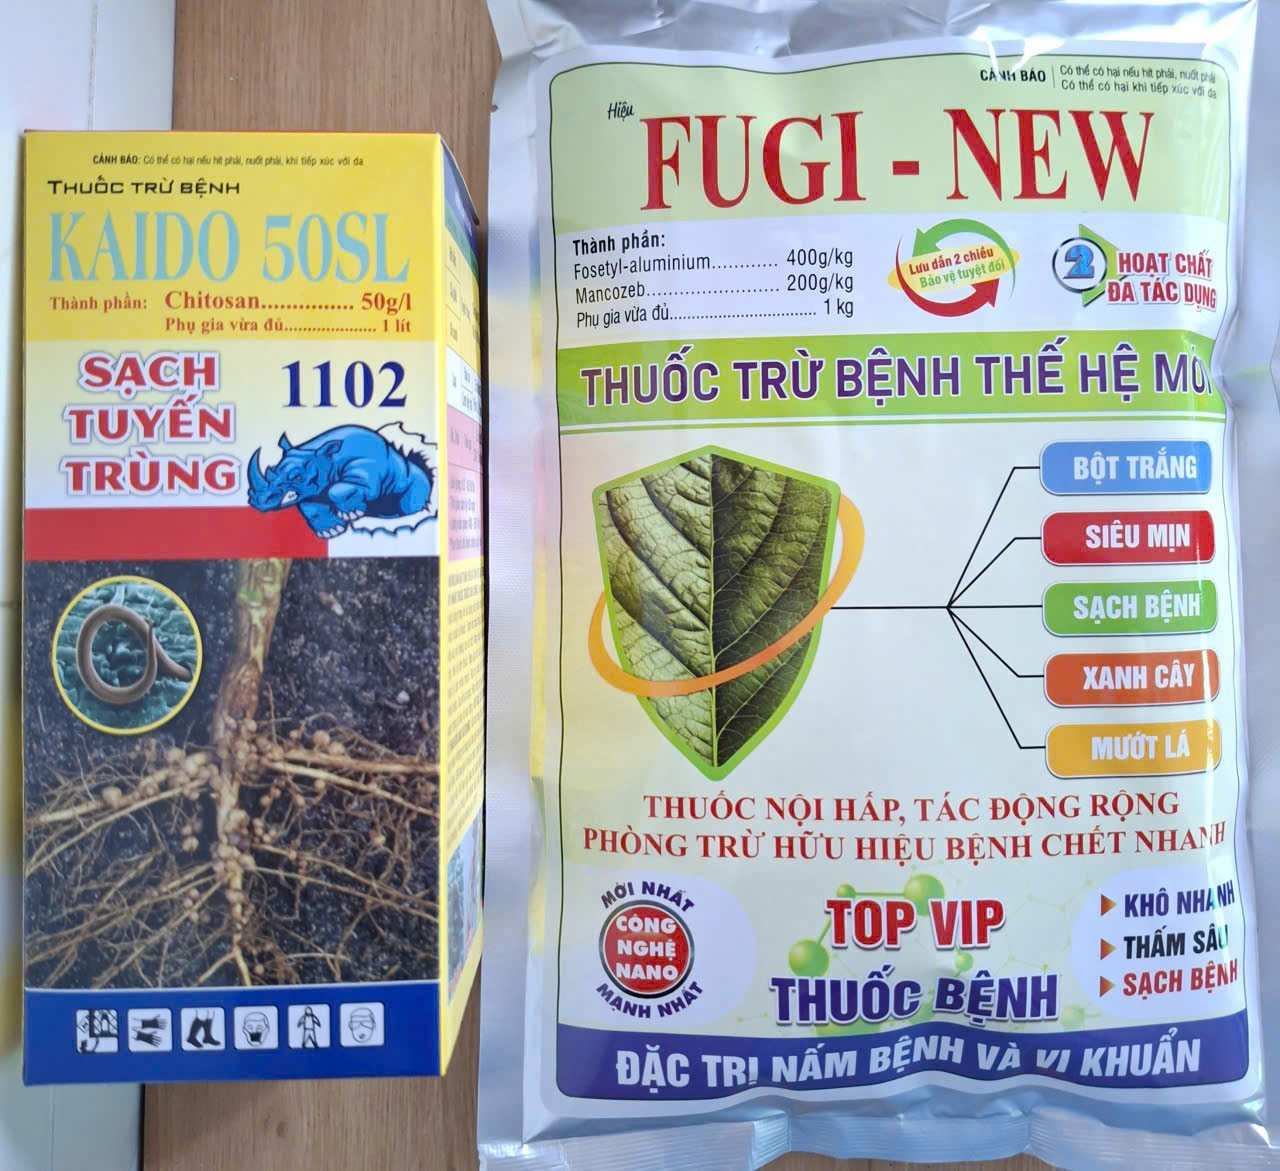 CẢNH BÁO: Có thể có hại nếu hít phải, nuốt phải, khi tiếp xúc với da
THUỐC TRỪ BỆNH
KAIDO 50SL
Thành phần: Chitosan.............. 50g/l
Phụ gia vừa đủ...................... 1 lít
SẠCH
TUYẾN
TRÙNG
1102
CẢNH BÁO
Có thể có hại nếu hít phải, nuốt phải
Có thể có hại khi tiếp xúc với da
Hiệu
FUGI - NEW
Thành phần:
Fosetyl-aluminium............ 400g/kg
Mancozeb........................ 200g/kg
Phụ gia vừa đủ................................. 1 kg
Lưu dẫn 2 chiều
Bảo vệ tuyệt đối
2 HOẠT CHẤT
ĐA TÁC DỤNG
THUỐC TRỪ BỆNH THẾ HỆ MỚI
BỘT TRẮNG
SIÊU MỊN
SẠCH BỆNH
XANH CÂY
MƯỚT LÁ
THUỐC NỘI HẤP, TÁC ĐỘNG RỘNG
PHÒNG TRỪ HỮU HIỆU BỆNH CHẾT NHANH
MỚI NHẤT
CÔNG
NGHỆ
NANO
MẠNH NHẤT
TOP VIP
THUỐC BỆNH
KHÔ NHANH
THẤM SÂU
SẠCH BỆNH
ĐẶC TRỊ NẤM BỆNH VÀ VI KHUẨN